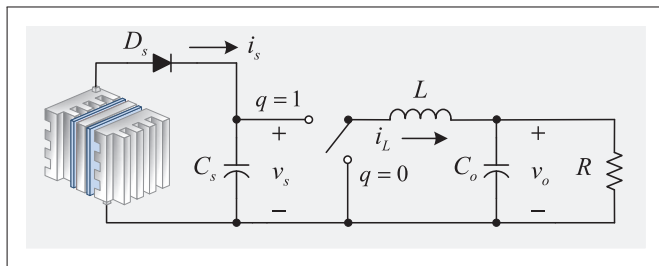 D_s
i_s
L
q = 1
+
i_L
+
C_s
v_s
q = 0
C_o
v_o
R
−
−